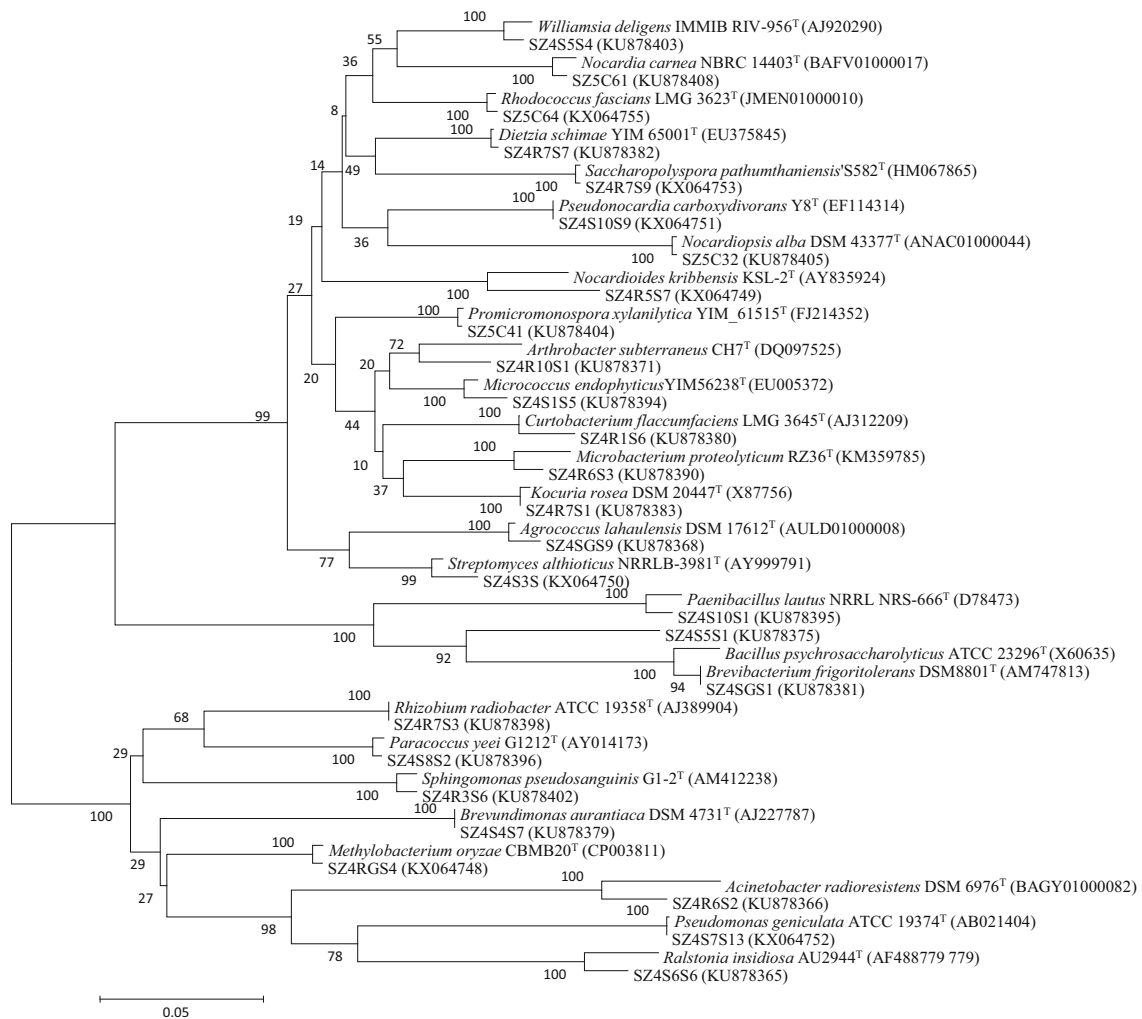 100
Williamsia deligens IMMIB RIV-956T (AJ920290)
55
SZ4S5S4 (KU878403)
36
Nocardia carnea NBRC 14403T (BAFV01000017)
100
SZ5C61 (KU878408)
Rhodococcus fascians LMG 3623T (JMEN01000010)
8
100
SZ5C64 (KX064755)
100
Dietzia schimae YIM 65001T (EU375845)
SZ4R7S7 (KU878382)
14
49
Saccharopolyspora pathumthaniensis'S582T (HM067865)
100
SZ4R7S9 (KX064753)
100
Pseudonocardia carboxydivorans Y8T (EF114314)
19
SZ4S10S9 (KX064751)
36
Nocardiopsis alba DSM 43377T (ANAC01000044)
100
SZ5C32 (KU878405)
Nocardioides kribbensis KSL-2T (AY835924)
27
100
SZ4R5S7 (KX064749)
100
Promicromonospora xylanilytica YIM_61515T (FJ214352)
SZ5C41 (KU878404)
72
Arthrobacter subterraneus CH7T (DQ097525)
20
20
SZ4R10S1 (KU878371)
Micrococcus endophyticusYIM56238T (EU005372)
100
SZ4S1S5 (KU878394)
99
44
100
Curtobacterium flaccumfaciens LMG 3645T (AJ312209)
SZ4R1S6 (KU878380)
10
100
Microbacterium proteolyticum RZ36T (KM359785)
SZ4R6S3 (KU878390)
37
Kocuria rosea DSM 20447T (X87756)
100
SZ4R7S1 (KU878383)
100
Agrococcus lahaulensis DSM 17612T (AULD01000008)
SZ4SGS9 (KU878368)
77
Streptomyces althioticus NRRLB-3981T (AY999791)
99
SZ4S3S (KX064750)
100
Paenibacillus lautus NRRL NRS-666T (D78473)
SZ4S10S1 (KU878395)
100
SZ4S5S1 (KU878375)
92
Bacillus psychrosaccharolyticus ATCC 23296T (X60635)
100
Brevibacterium frigoritolerans DSM8801T (AM747813)
94
SZ4SGS1 (KU878381)
100
Rhizobium radiobacter ATCC 19358T (AJ389904)
68
SZ4R7S3 (KU878398)
Paracoccus yeei G1212T (AY014173)
29
100
SZ4S8S2 (KU878396)
Sphingomonas pseudosanguinis G1-2T (AM412238)
100
SZ4R3S6 (KU878402)
100
100
Brevundimonas aurantiaca DSM 4731T (AJ227787)
SZ4S4S7 (KU878379)
29
100
Methylobacterium oryzae CBMB20T (CP003811)
SZ4RGS4 (KX064748)
27
100
Acinetobacter radioresistens DSM 6976T (BAGY01000082)
SZ4R6S2 (KU878366)
98
100
Pseudomonas geniculata ATCC 19374T (AB021404)
SZ4S7S13 (KX064752)
78
Ralstonia insidiosa AU2944T (AF488779 779)
100
SZ4S6S6 (KU878365)
0.05